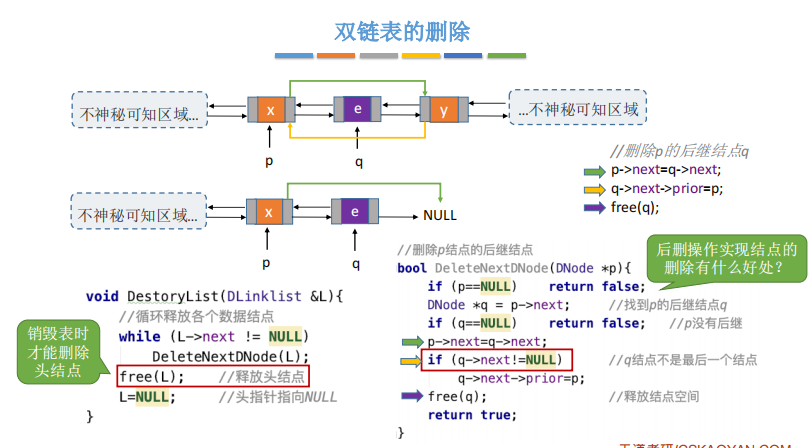 双链表的删除
不神秘可知区域...
x
e
y
...不神秘可知区域
p
q
//删除p的后继结点q
p->next=q->next;
q->next->prior=p;
free(q);
不神秘可知区域...
x
e
NULL
p
q
void DestoryList(DLinklist &L){
//循环释放各个数据结点
while (L->next != NULL)
DeleteNextDNode(L);
free(L); //释放头结点
L=NULL; //头指针指向NULL
}
销毁表时
才能删除
头结点
//删除p结点的后继结点
bool DeleteNextDNode(DNode *p){
if (p==NULL) return false;
DNode *q = p->next; //找到p的后继结点q
if (q==NULL) return false; //p没有后继
p->next=q->next;
if (q->next!=NULL) //q结点不是最后一个结点
q->next->prior=p;
free(q); //释放结点空间
return true;
}
后删操作实现结点的
删除有什么好处?